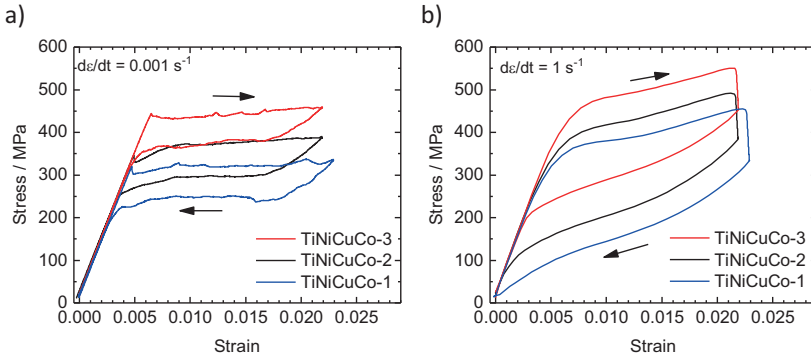 a)
dε/dt = 0.001 s⁻¹
600
500
400
300
200
100
0
Stress / MPa
0.000 0.005 0.010 0.015 0.020 0.025
Strain
TiNiCuCo-3
TiNiCuCo-2
TiNiCuCo-1
b)
dε/dt = 1 s⁻¹
600
500
400
300
200
100
0
Stress / MPa
0.000 0.005 0.010 0.015 0.020 0.025
Strain
TiNiCuCo-3
TiNiCuCo-2
TiNiCuCo-1